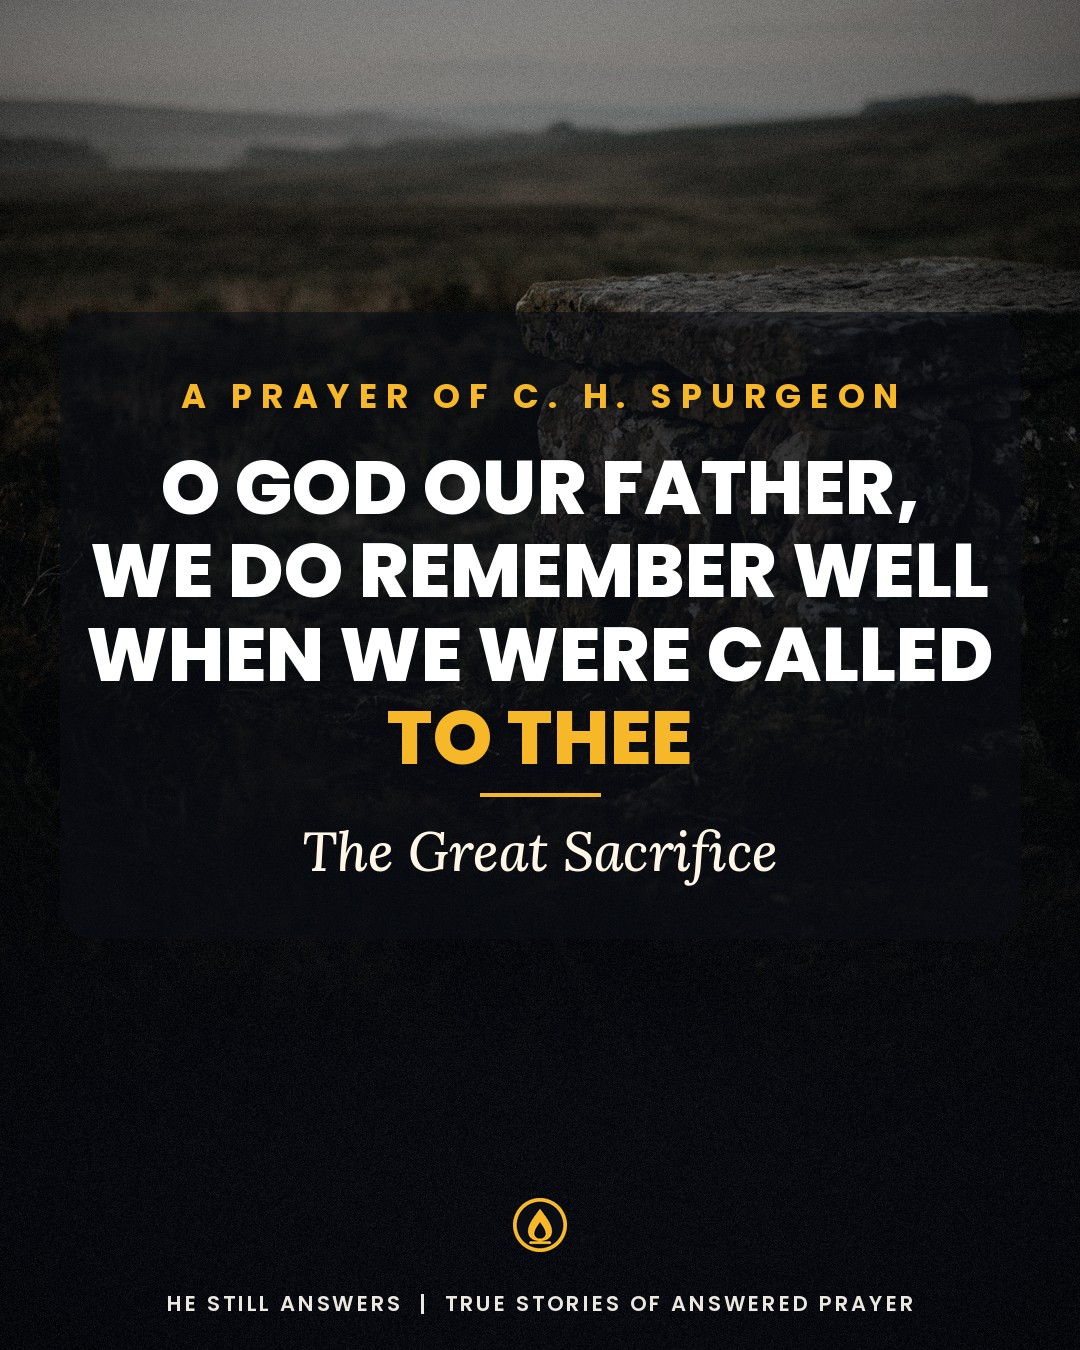 A PRAYER OF C. H. SPURGEON
O GOD OUR FATHER,
WE DO REMEMBER WELL
WHEN WE WERE CALLED
TO THEE
The Great Sacrifice
HE STILL ANSWERS | TRUE STORIES OF ANSWERED PRAYER